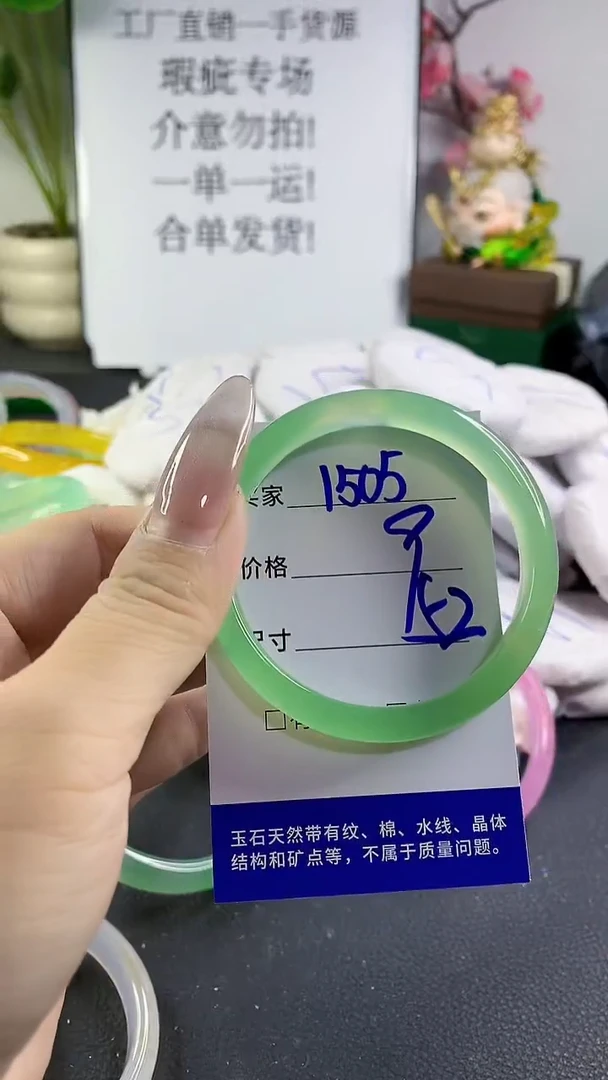 工厂直销一手货源
瑕疵专场
介意勿拍!
一单一运!
合单发货!
家 1505
价格
尺寸 52
玉石天然带有纹、棉、水线、晶体
结构和矿点等，不属于质量问题。